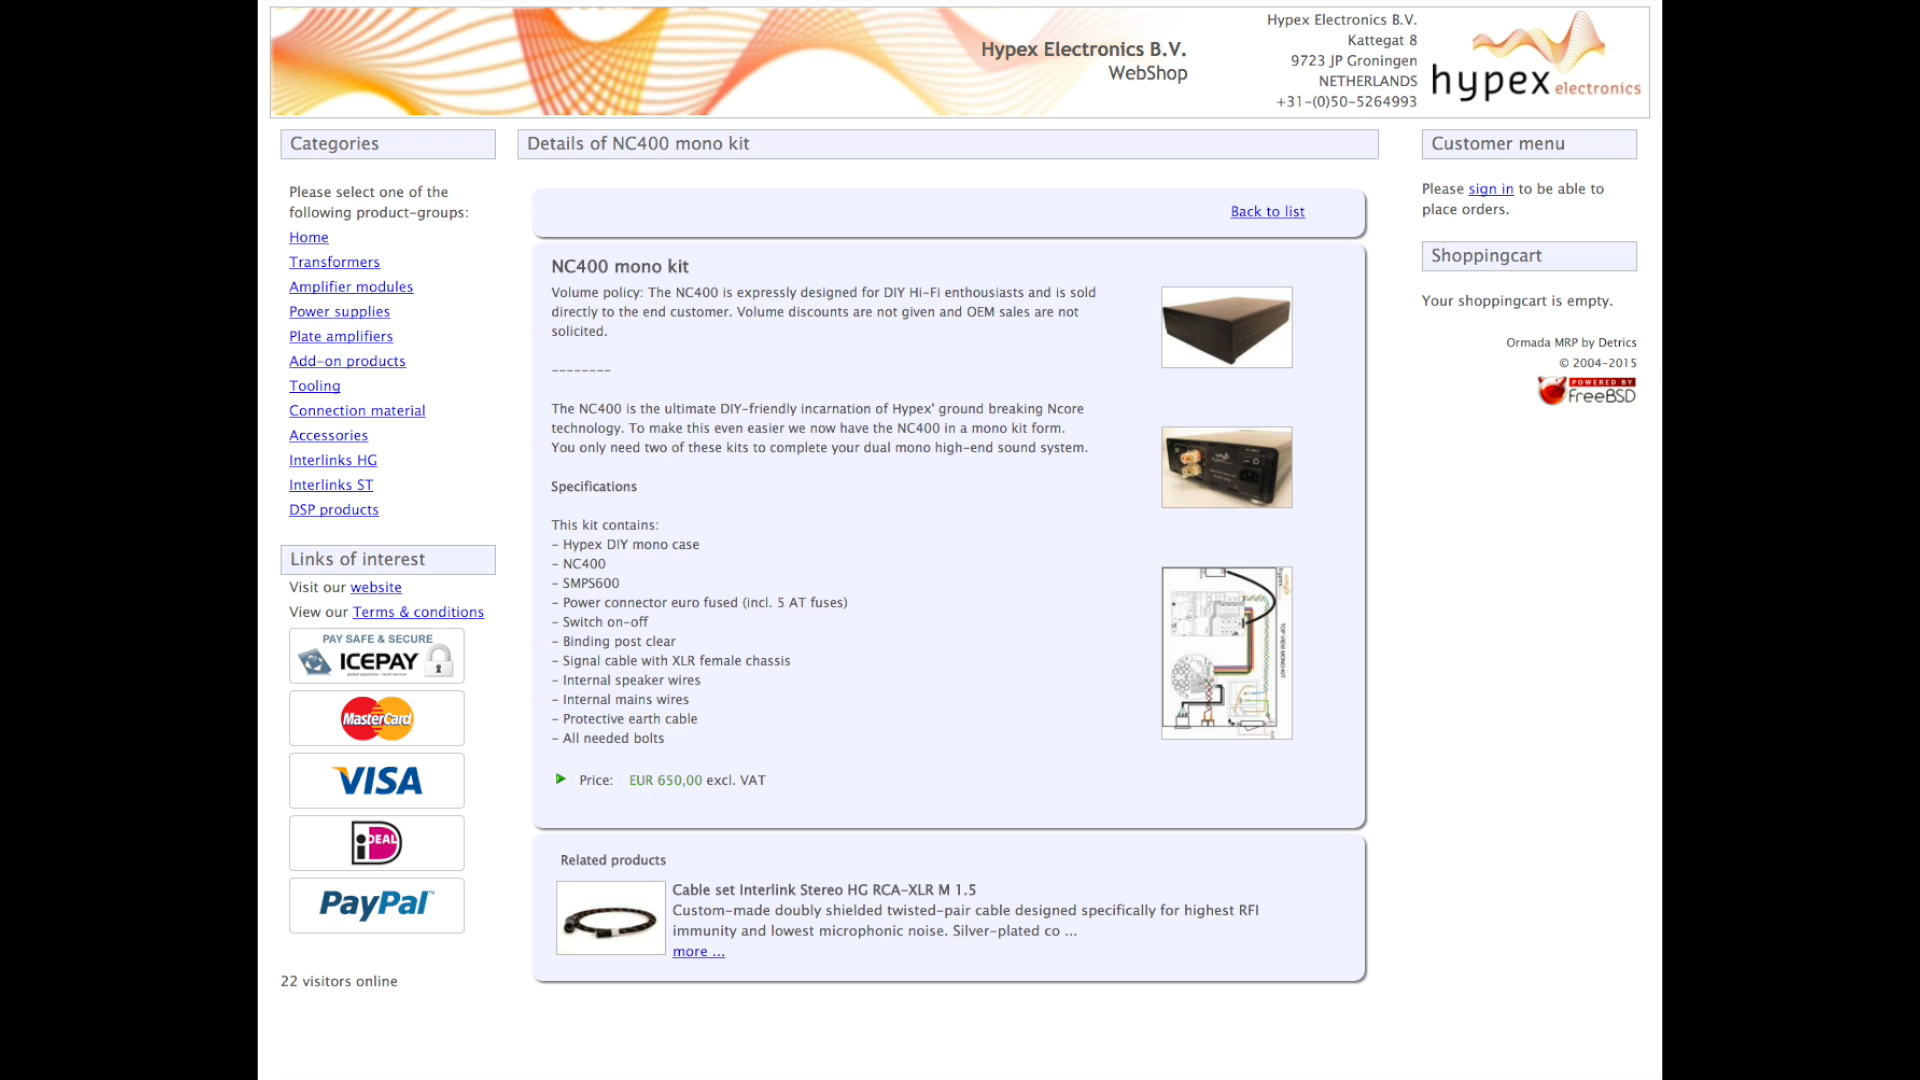 Hypex Electronics B.V.
WebShop
Hypex Electronics B.V.
Kattegat 8
9723 JP Groningen
NETHERLANDS
+31-(0)50-5264993
hypex electronics
Categories
Please select one of the
following product-groups:
Home
Transformers
Amplifier modules
Power supplies
Plate amplifiers
Add-on products
Tooling
Connection material
Accessories
Interlinks HG
Interlinks ST
DSP products
Links of interest
Visit our website
View our Terms & conditions
PAY SAFE & SECURE
ICEPAY
MasterCard
VISA
iDEAL
PayPal
22 visitors online
Details of NC400 mono kit
Back to list
NC400 mono kit
Volume policy: The NC400 is expressly designed for DIY Hi-Fi enthousiasts and is sold
directly to the end customer. Volume discounts are not given and OEM sales are not
solicited.
--------
The NC400 is the ultimate DIY-friendly incarnation of Hypex' ground breaking Ncore
technology. To make this even easier we now have the NC400 in a mono kit form.
You only need two of these kits to complete your dual mono high-end sound system.
Specifications
This kit contains:
- Hypex DIY mono case
- NC400
- SMPS600
- Power connector euro fused (incl. 5 AT fuses)
- Switch on-off
- Binding post clear
- Signal cable with XLR female chassis
- Internal speaker wires
- Internal mains wires
- Protective earth cable
- All needed bolts
Price: EUR 650,00 excl. VAT
hypex
TOP VIEW MONO-KIT
Related products
Cable set Interlink Stereo HG RCA-XLR M 1.5
Custom-made doubly shielded twisted-pair cable designed specifically for highest RFI
immunity and lowest microphonic noise. Silver-plated co ...
more ...
Customer menu
Please sign in to be able to
place orders.
Shoppingcart
Your shoppingcart is empty.
Ormada MRP by Detrics
© 2004-2015
POWERED BY
FreeBSD